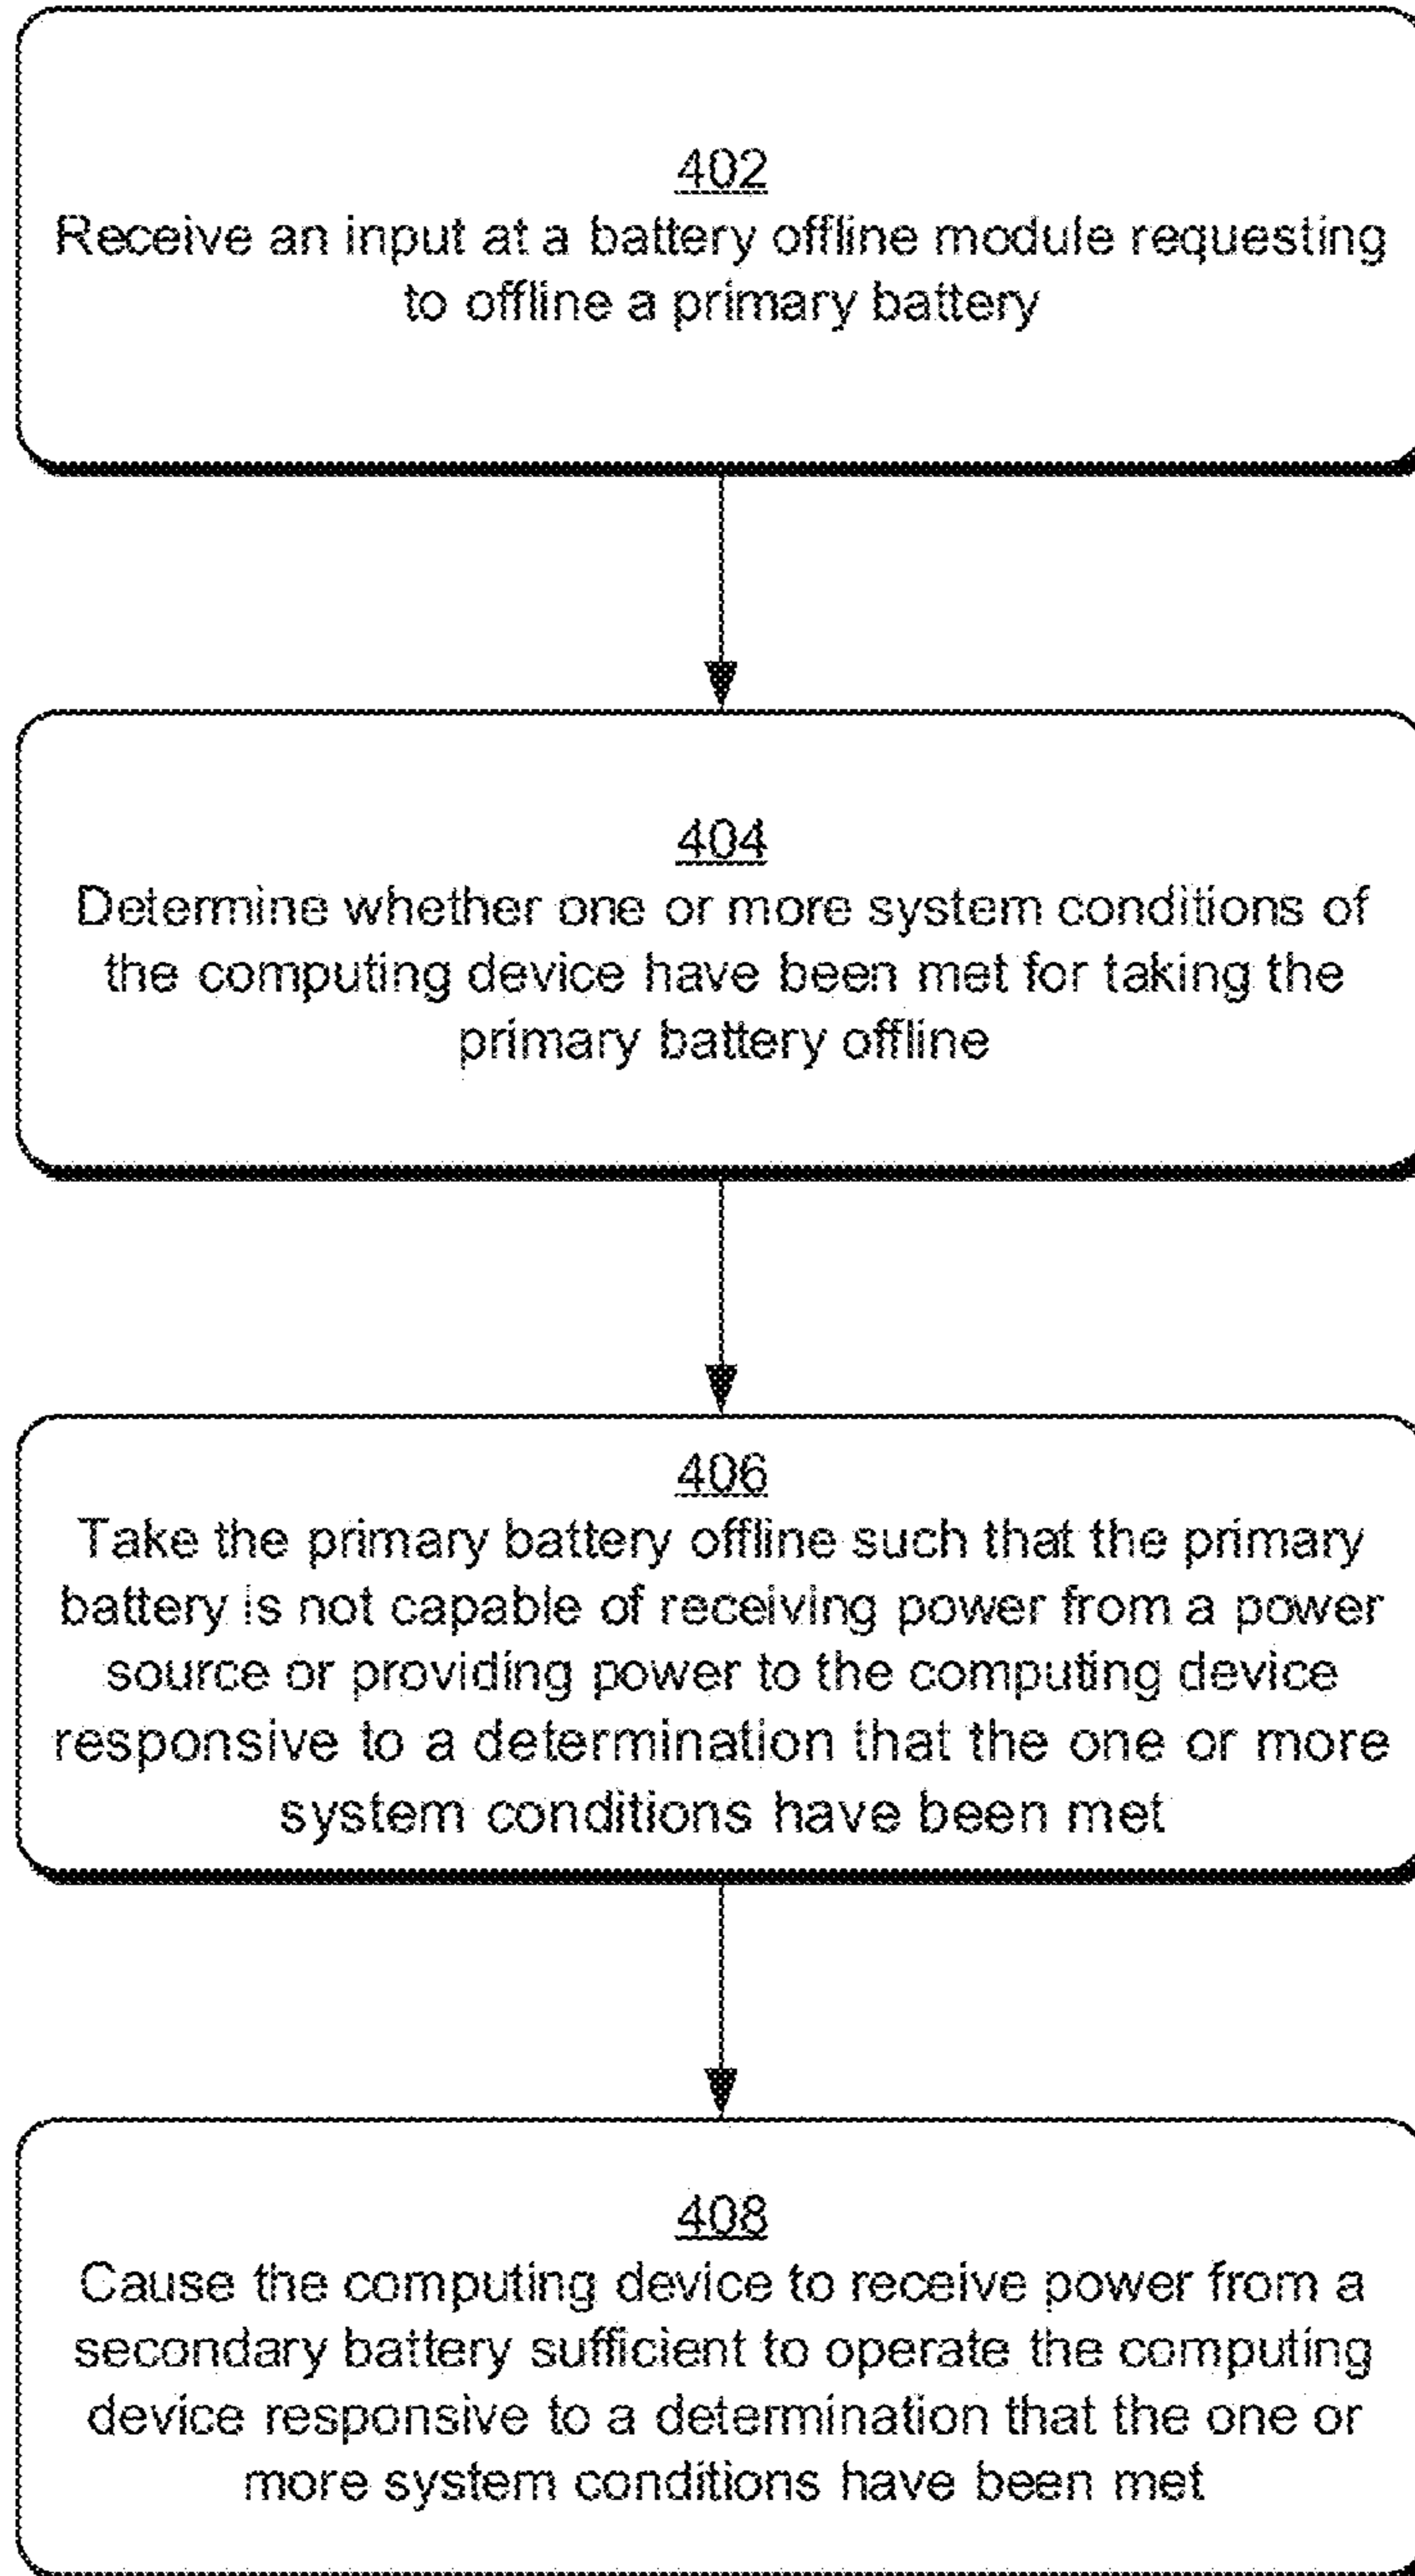 402
Receive an input at a battery offline module requesting
to offline a primary battery
404
Determine whether one or more system conditions of
the computing device have been met for taking the
primary battery offline
406
Take the primary battery offline such that the primary
battery is not capable of receiving power from a power
source or providing power to the computing device
responsive to a determination that the one or more
system conditions have been met
408
Cause the computing device to receive power from a
secondary battery sufficient to operate the computing
device responsive to a determination that the one or
more system conditions have been met